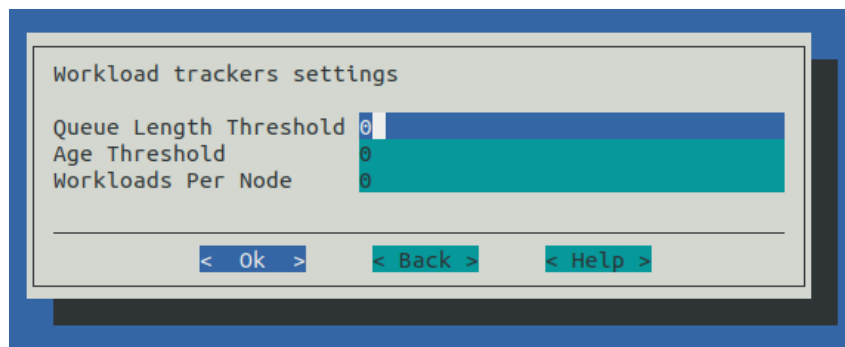 Workload trackers settings
Queue Length Threshold 0
Age Threshold 0
Workloads Per Node 0
< Ok > < Back > < Help >